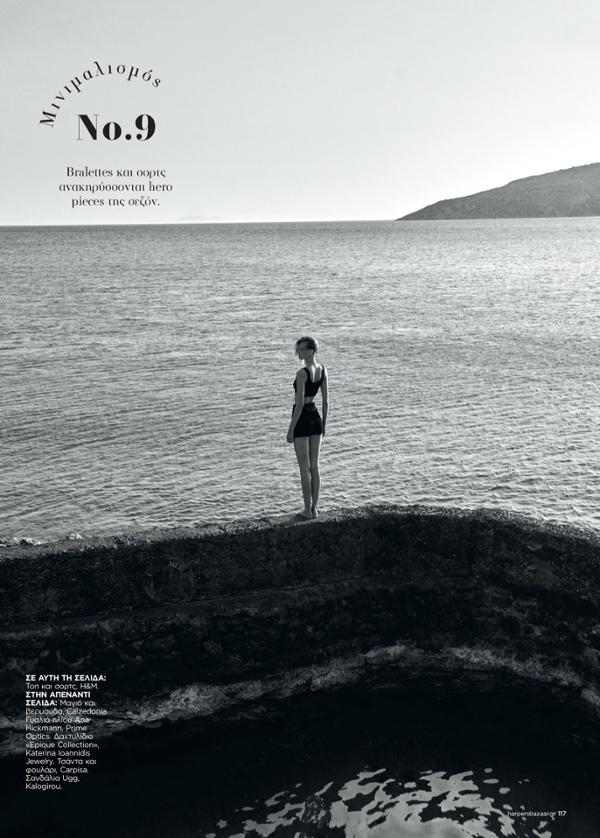 Μινιμαλισμός
No.9
Bralettes και σορτς
ανακηρύσσονται hero
pieces της σεζόν.
ΣΕ ΑΥΤΗ ΤΗ ΣΕΛΙΔΑ:
Τοπ και σορτς, H&M.
ΣΤΗΝ ΑΠΕΝΑΝΤΙ
ΣΕΛΙΔΑ: Μαγιό και
βερμούδα, Calzedonia.
Γυαλιά ηλίου Ana
Hickmann, Prime
Optics. Δαχτυλίδια
«Epique Collection»,
Katerina Ioannidis
Jewelry. Τσάντα και
φουλάρι, Carpisa.
Σανδάλια Ugg,
Kalogirou.
harpersbazaar.gr 117